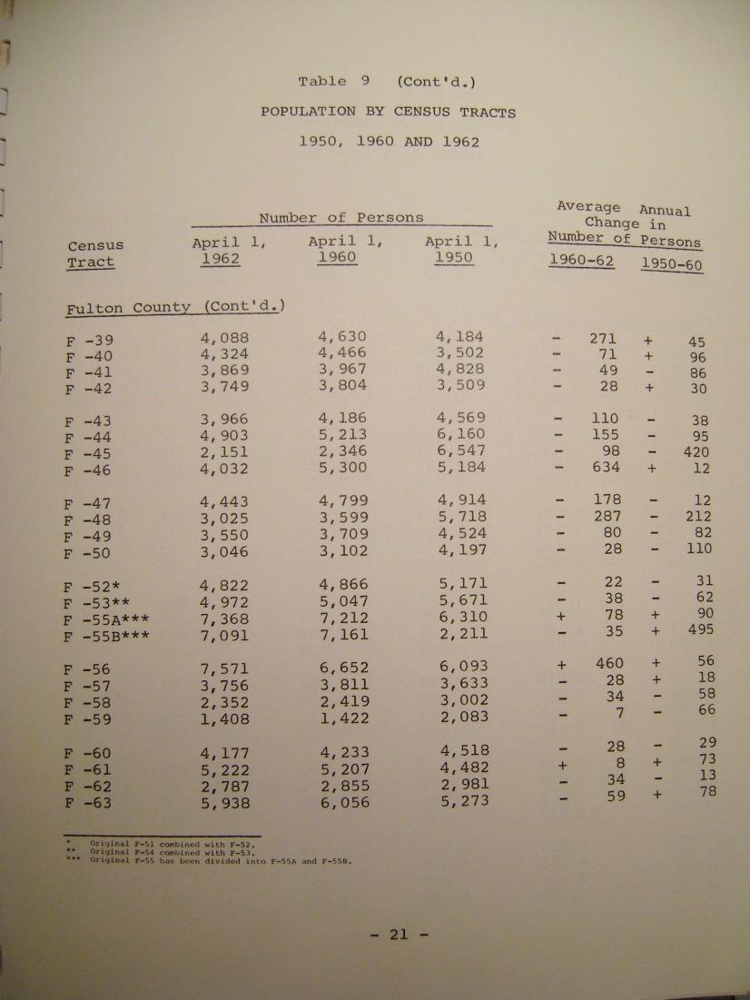 Table 9 (Cont'd.)
POPULATION BY CENSUS TRACTS
1950, 1960 AND 1962
Number of Persons
Average Annual
Change in
Number of Persons
Census
Tract
April 1,
1962
April 1,
1960
April 1,
1950
1960-62
1950-60
Fulton County (Cont'd.)
F -39 4,088 4,630 4,184 - 271 + 45
F -40 4,324 4,466 3,502 - 71 + 96
F -41 3,869 3,967 4,828 - 49 - 86
F -42 3,749 3,804 3,509 - 28 + 30
F -43 3,966 4,186 4,569 - 110 - 38
F -44 4,903 5,213 6,160 - 155 - 95
F -45 2,151 2,346 6,547 - 98 - 420
F -46 4,032 5,300 5,184 - 634 + 12
F -47 4,443 4,799 4,914 - 178 - 12
F -48 3,025 3,599 5,718 - 287 - 212
F -49 3,550 3,709 4,524 - 80 - 82
F -50 3,046 3,102 4,197 - 28 - 110
F -52* 4,822 4,866 5,171 - 22 - 31
F -53** 4,972 5,047 5,671 - 38 - 62
F -55A*** 7,368 7,212 6,310 + 78 + 90
F -55B*** 7,091 7,161 2,211 - 35 + 495
F -56 7,571 6,652 6,093 + 460 + 56
F -57 3,756 3,811 3,633 - 28 + 18
F -58 2,352 2,419 3,002 - 34 - 58
F -59 1,408 1,422 2,083 - 7 - 66
F -60 4,177 4,233 4,518 - 28 - 29
F -61 5,222 5,207 4,482 + 8 + 73
F -62 2,787 2,855 2,981 - 34 - 13
F -63 5,938 6,056 5,273 - 59 + 78
* Original F-51 combined with F-52.
** Original F-54 combined with F-53.
*** Original F-55 has been divided into F-55A and F-55B.
- 21 -